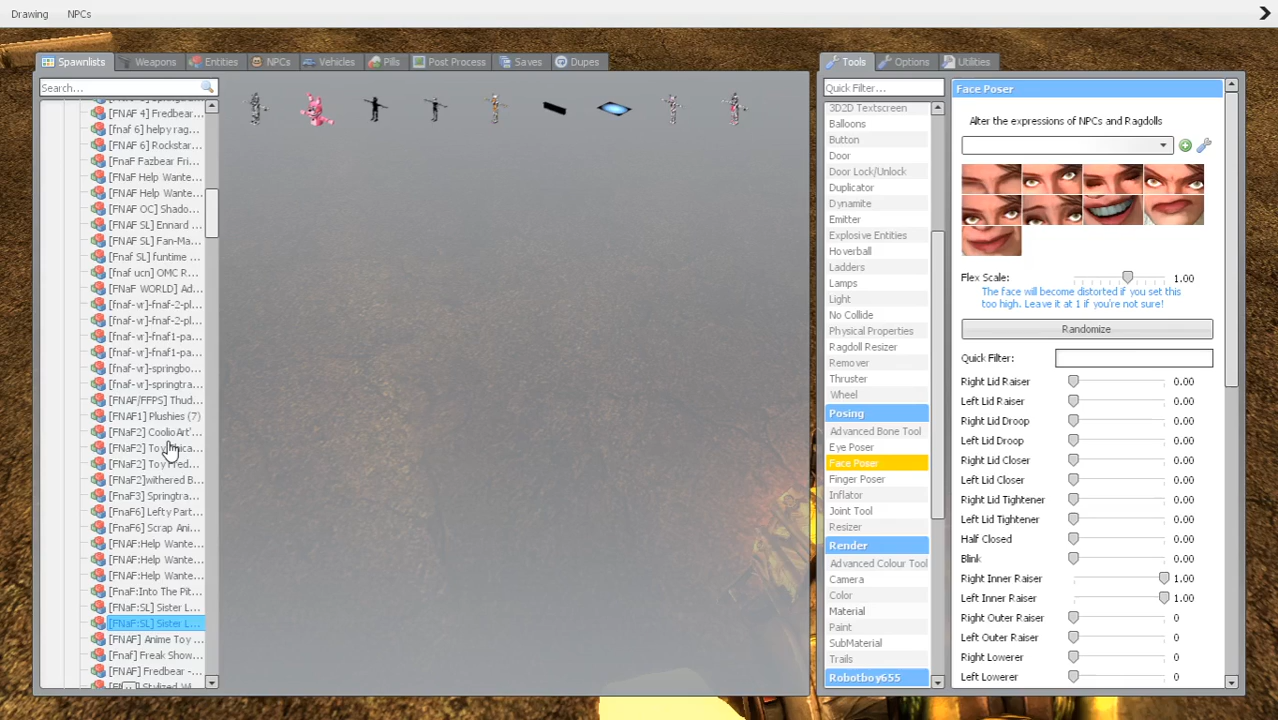 Drawing NPCs
Spawnlists Weapons Entities NPCs Vehicles Pills Post Process Saves Dupes
Search...
[FNAF 4] Fredbear...
[fnaf 6] helpy rag...
[FNAF 6] Rockstar...
[FnaF Fazbear Fri...
[FNaF Help Wante...
[FNAF Help Wante...
[FNAF OC] Shado...
[FNAF SL] Ennard ...
[FNAF SL] Fan-Ma...
[Fnaf SL] funtime ...
[fnaf ucn] OMC R...
[FNaF WORLD] Ad...
[fnaf-vr]-fnaf-2-pl...
[fnaf-vr]-fnaf-2-pl...
[fnaf-vr]-fnaf1-pa...
[fnaf-vr]-fnaf1-pa...
[fnaf-vr]-springbo...
[fnaf-vr]-springtra...
[FNAF/FFPS] Thud...
[FNAF1] Plushies (7)
[FNaF2] CoolioArt'...
[FNaF2]
[FNaF2] Toy
[FNaF2]withered B...
[FnaF3] Springtra...
[FnaF6] Lefty Part...
[FnaF6] Scrap Ani...
[FNAF:Help Wante...
[FNAF:Help Wante...
[FNAF:Help Wante...
[FnaF:Into The Pit...
[FNaF:SL] Sister L...
[FNaF:SL] Sister L...
[FNAF] Anime Toy ...
[Fnaf] Freak Show...
[FNAF] Fredbear -...
Tools Options Utilities
Quick Filter...
3D2D Textscreen
Balloons
Button
Door
Door Lock/Unlock
Duplicator
Dynamite
Emitter
Explosive Entities
Hoverball
Ladders
Lamps
Light
No Collide
Physical Properties
Ragdoll Resizer
Remover
Thruster
Wheel
Posing
Advanced Bone Tool
Eye Poser
Face Poser
Finger Poser
Inflator
Joint Tool
Resizer
Render
Advanced Colour Tool
Camera
Color
Material
Paint
SubMaterial
Trails
Robotboy655
Face Poser
Alter the expressions of NPCs and Ragdolls
Flex Scale: 1.00
The face will become distorted if you set this
too high. Leave it at 1 if you're not sure!
Randomize
Quick Filter:
Right Lid Raiser 0.00
Left Lid Raiser 0.00
Right Lid Droop 0.00
Left Lid Droop 0.00
Right Lid Closer 0.00
Left Lid Closer 0.00
Right Lid Tightener 0.00
Left Lid Tightener 0.00
Half Closed 0.00
Blink 0.00
Right Inner Raiser 1.00
Left Inner Raiser 1.00
Right Outer Raiser 0
Left Outer Raiser 0
Right Lowerer 0
Left Lowerer 0